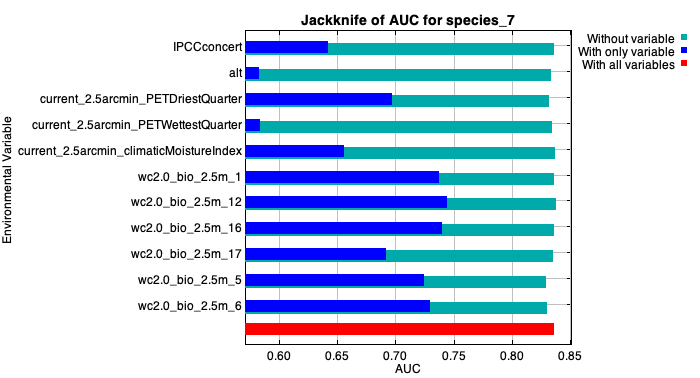 Jackknife of AUC for species_7
Without variable
With only variable
With all variables
Environmental Variable
IPCCconcert
alt
current_2.5arcmin_PETDriestQuarter
current_2.5arcmin_PETWettestQuarter
current_2.5arcmin_climaticMoistureIndex
wc2.0_bio_2.5m_1
wc2.0_bio_2.5m_12
wc2.0_bio_2.5m_16
wc2.0_bio_2.5m_17
wc2.0_bio_2.5m_5
wc2.0_bio_2.5m_6
0.60 0.65 0.70 0.75 0.80 0.85
AUC